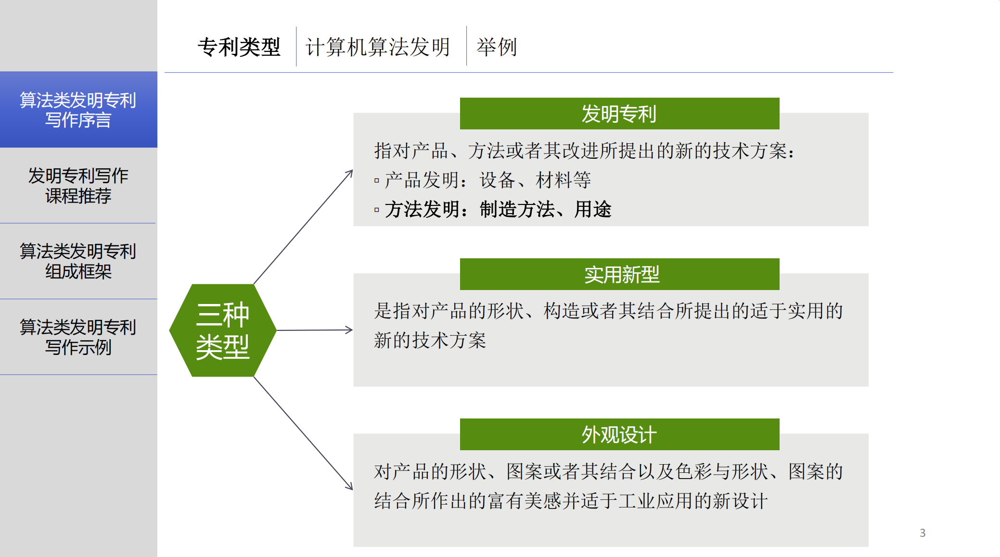 专利类型
计算机算法发明
举例
算法类发明专利
写作序言
发明专利写作
课程推荐
算法类发明专利
组成框架
算法类发明专利
写作示例
三种
类型
发明专利
指对产品、方法或者其改进所提出的新的技术方案：
▫ 产品发明：设备、材料等
▫ 方法发明：制造方法、用途
实用新型
是指对产品的形状、构造或者其结合所提出的适于实用的
新的技术方案
外观设计
对产品的形状、图案或者其结合以及色彩与形状、图案的
结合所作出的富有美感并适于工业应用的新设计
3